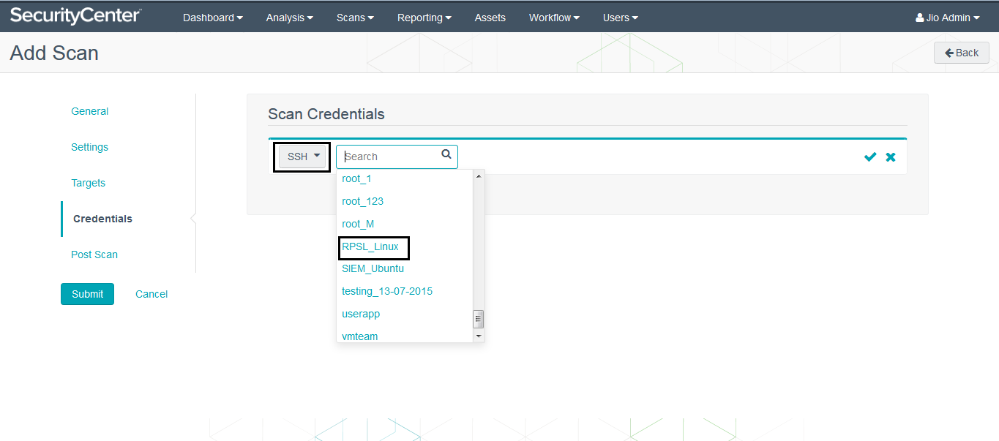 SecurityCenter™ Dashboard Analysis Scans Reporting Assets Workflow Users Jio Admin
Add Scan
Back
General
Settings
Targets
Credentials
Post Scan
Submit Cancel
Scan Credentials
SSH Search
root_1
root_123
root_M
RPSL_Linux
SIEM_Ubuntu
testing_13-07-2015
userapp
vmteam